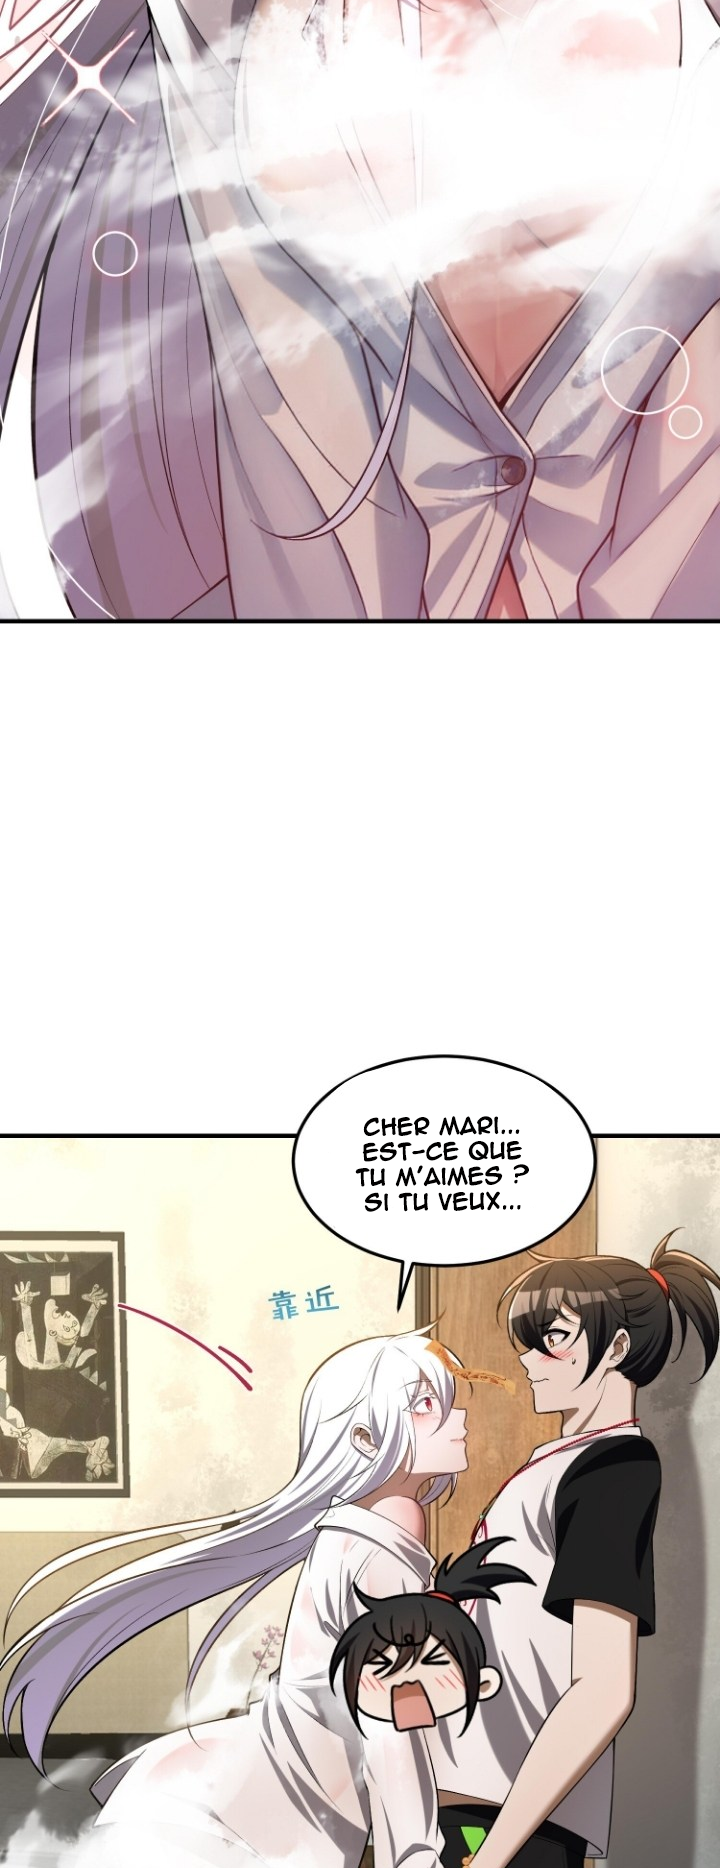 CHER MARI...
EST-CE QUE
TU M'AIMES ?
SI TU VEUX...
靠近